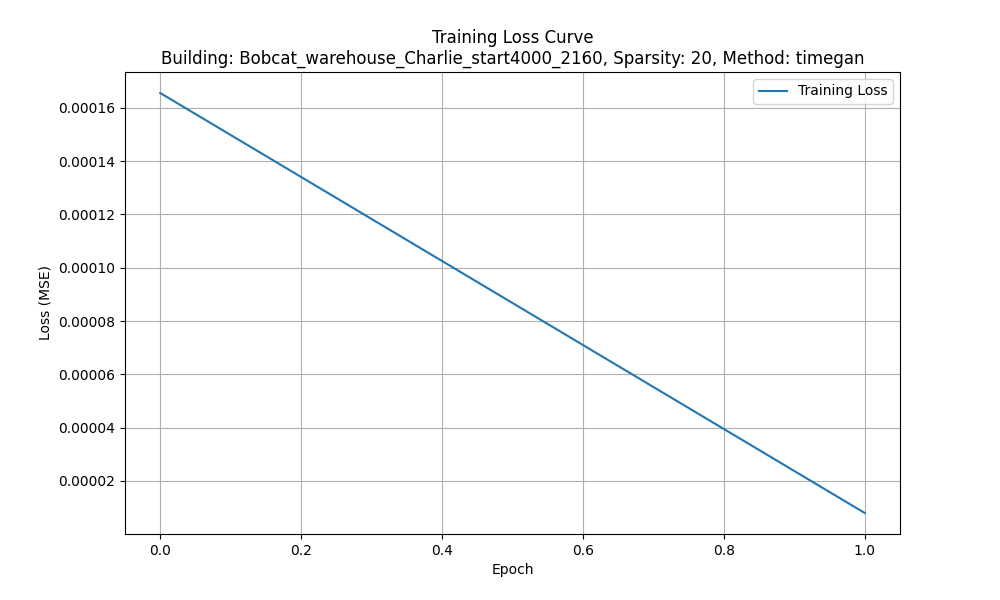 Training Loss Curve
Building: Bobcat_warehouse_Charlie_start4000_2160, Sparsity: 20, Method: timegan
Training Loss
0.00016
0.00014
0.00012
0.00010
0.00008
0.00006
0.00004
0.00002
Loss (MSE)
0.0 0.2 0.4 0.6 0.8 1.0
Epoch